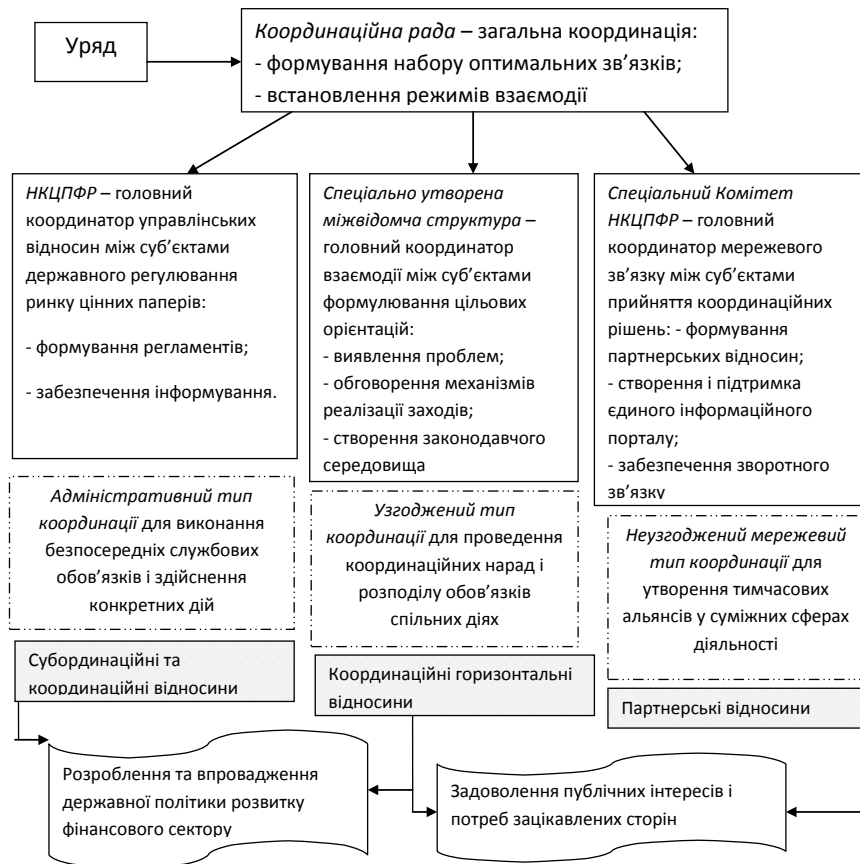 Уряд
Координаційна рада – загальна координація:
- формування набору оптимальних зв’язків;
- встановлення режимів взаємодії
НКЦПФР – головний
координатор управлінських
відносин між суб’єктами
державного регулювання
ринку цінних паперів:
- формування регламентів;
- забезпечення інформування.
Спеціально утворена
міжвідомча структура –
головний координатор
взаємодії між суб’єктами
формулювання цільових
орієнтацій:
- виявлення проблем;
- обговорення механізмів
реалізації заходів;
- створення законодавчого
середовища
Спеціальний Комітет
НКЦПФР – головний
координатор мережевого
зв’язку між суб’єктами
прийняття координаційних
рішень: - формування
партнерських відносин;
- створення і підтримка
єдиного інформаційного
порталу;
- забезпечення зворотного
зв’язку
Адміністративний тип
координації для виконання
безпосередніх службових
обов’язків і здійснення
конкретних дій
Узгоджений тип
координації для проведення
координаційних нарад і
розподілу обов’язків
спільних діях
Неузгоджений мережевий
тип координації для
утворення тимчасових
альянсів у суміжних сферах
діяльності
Субординаційні та
координаційні відносини
Координаційні горизонтальні
відносини
Партнерські відносини
Розроблення та впровадження
державної політики розвитку
фінансового сектору
Задоволення публічних інтересів і
потреб зацікавлених сторін